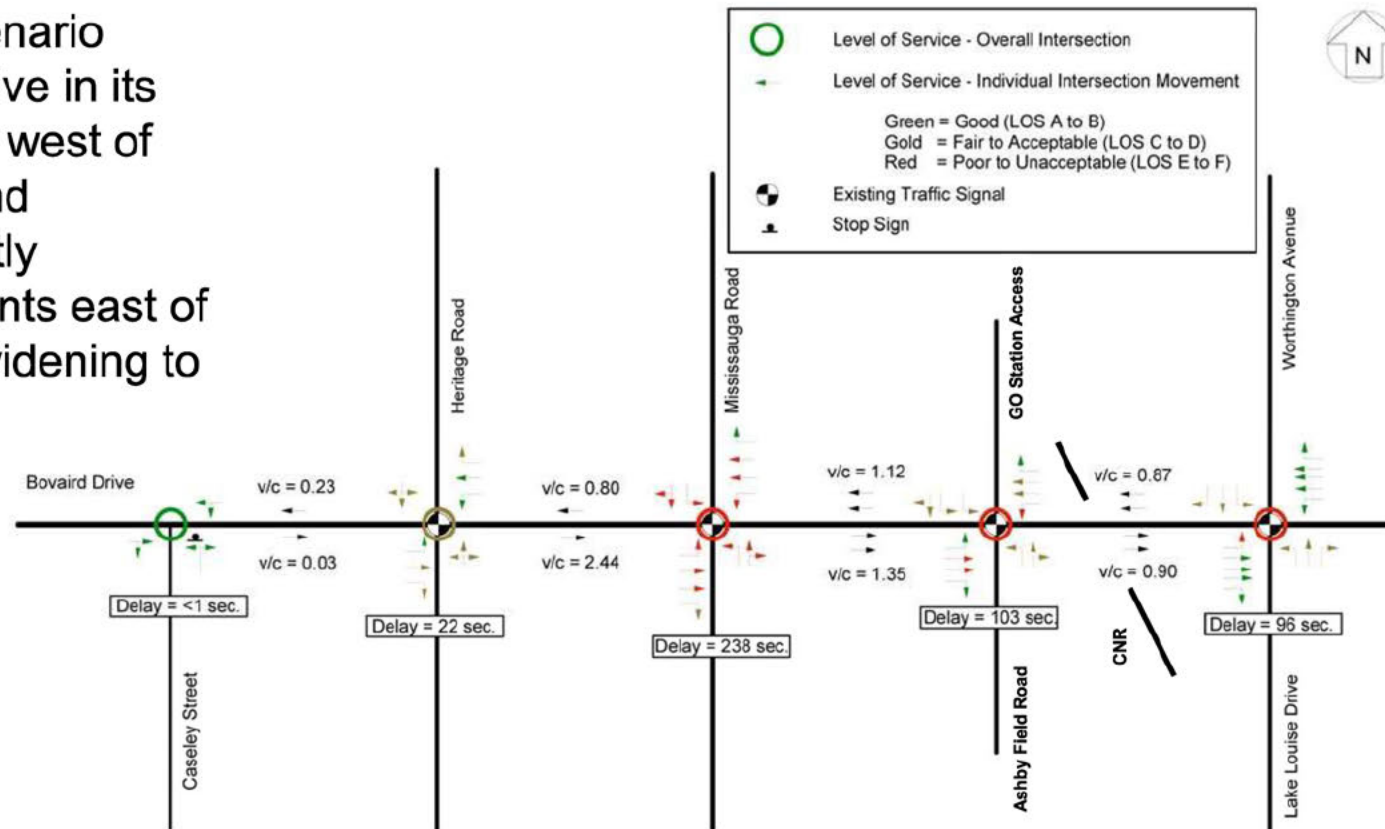 enario
ive in its
west of
nd
tly
nts east of
widening to
Level of Service - Overall Intersection
Level of Service - Individual Intersection Movement
Green = Good (LOS A to B)
Gold = Fair to Acceptable (LOS C to D)
Red = Poor to Unacceptable (LOS E to F)
Existing Traffic Signal
Stop Sign
N
Heritage Road
Mississauga Road
GO Station Access
Worthington Avenue
Bovaird Drive
v/c = 0.23
v/c = 0.80
v/c = 1.12
v/c = 0.87
v/c = 0.03
v/c = 2.44
v/c = 1.35
v/c = 0.90
Delay = <1 sec.
Delay = 22 sec.
Delay = 238 sec.
Delay = 103 sec.
Delay = 96 sec.
Caseley Street
Ashby Field Road
CNR
Lake Louise Drive